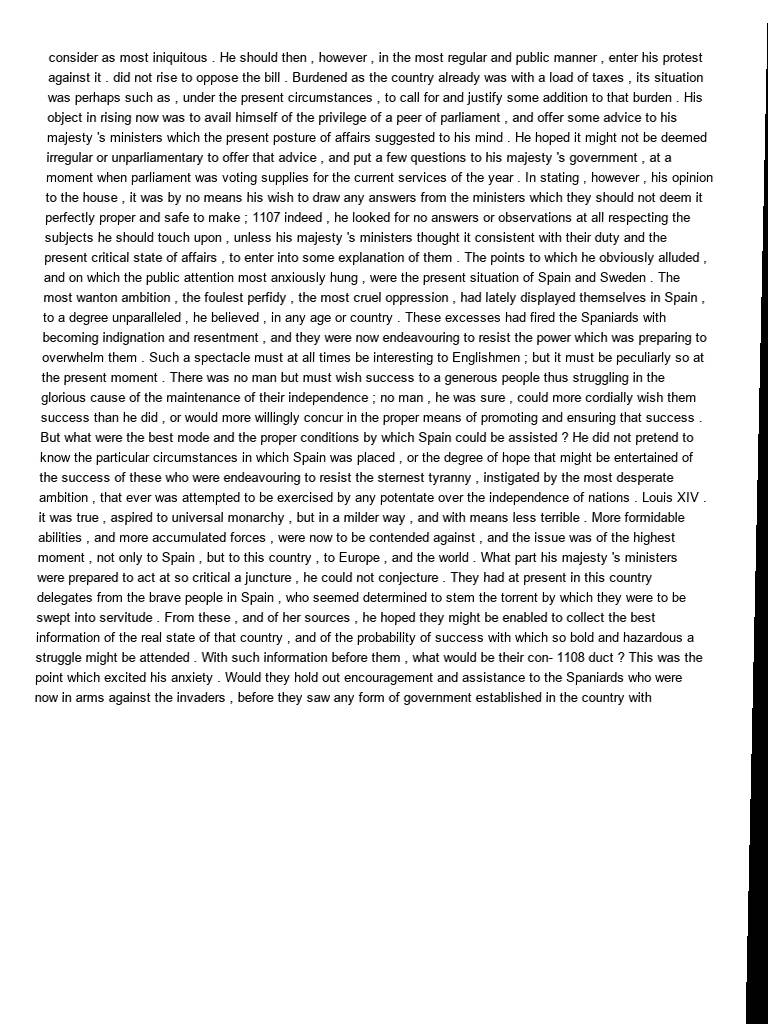 consider as most iniquitous . He should then , however , in the most regular and public manner , enter his protest
against it . did not rise to oppose the bill . Burdened as the country already was with a load of taxes , its situation
was perhaps such as , under the present circumstances , to call for and justify some addition to that burden . His
object in rising now was to avail himself of the privilege of a peer of parliament , and offer some advice to his
majesty 's ministers which the present posture of affairs suggested to his mind . He hoped it might not be deemed
irregular or unparliamentary to offer that advice , and put a few questions to his majesty 's government , at a
moment when parliament was voting supplies for the current services of the year . In stating , however , his opinion
to the house , it was by no means his wish to draw any answers from the ministers which they should not deem it
perfectly proper and safe to make ; 1107 indeed , he looked for no answers or observations at all respecting the
subjects he should touch upon , unless his majesty 's ministers thought it consistent with their duty and the
present critical state of affairs , to enter into some explanation of them . The points to which he obviously alluded ,
and on which the public attention most anxiously hung , were the present situation of Spain and Sweden . The
most wanton ambition , the foulest perfidy , the most cruel oppression , had lately displayed themselves in Spain ,
to a degree unparalleled , he believed , in any age or country . These excesses had fired the Spaniards with
becoming indignation and resentment , and they were now endeavouring to resist the power which was preparing to
overwhelm them . Such a spectacle must at all times be interesting to Englishmen ; but it must be peculiarly so at
the present moment . There was no man but must wish success to a generous people thus struggling in the
glorious cause of the maintenance of their independence ; no man , he was sure , could more cordially wish them
success than he did , or would more willingly concur in the proper means of promoting and ensuring that success .
But what were the best mode and the proper conditions by which Spain could be assisted ? He did not pretend to
know the particular circumstances in which Spain was placed , or the degree of hope that might be entertained of
the success of these who were endeavouring to resist the sternest tyranny , instigated by the most desperate
ambition , that ever was attempted to be exercised by any potentate over the independence of nations . Louis XIV .
it was true , aspired to universal monarchy , but in a milder way , and with means less terrible . More formidable
abilities , and more accumulated forces , were now to be contended against , and the issue was of the highest
moment , not only to Spain , but to this country , to Europe , and the world . What part his majesty 's ministers
were prepared to act at so critical a juncture , he could not conjecture . They had at present in this country
delegates from the brave people in Spain , who seemed determined to stem the torrent by which they were to be
swept into servitude . From these , and of her sources , he hoped they might be enabled to collect the best
information of the real state of that country , and of the probability of success with which so bold and hazardous a
struggle might be attended . With such information before them , what would be their con- 1108 duct ? This was the
point which excited his anxiety . Would they hold out encouragement and assistance to the Spaniards who were
now in arms against the invaders , before they saw any form of government established in the country with